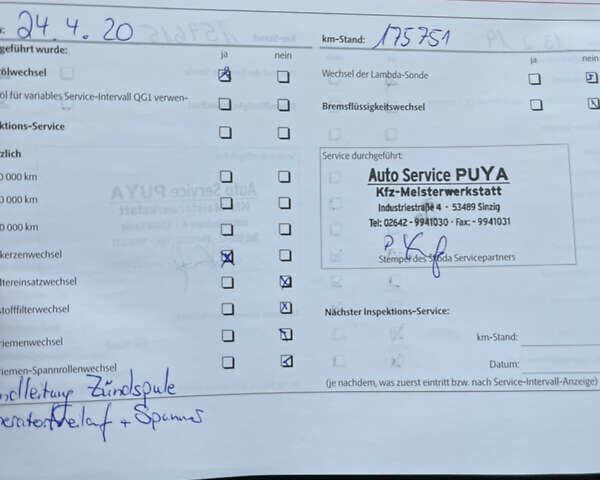 24.4.20
km-Stand: 175751
geführt wurde: ja nein
ja nein
ölwechsel
Wechsel der Lambda-Sonde
öl für variables Service-Intervall QG1 verwen-
Bremsflüssigkeitswechsel
ktions-Service
zlich
Service durchgeführt:
Auto Service PUYA
Kfz-Meisterwerkstatt
Industriestraße 4 · 53489 Sinzig
Tel: 02642 - 9941030 · Fax: - 9941031
Stempel des Škoda Servicepartners
0 000 km
0 000 km
0 000 km
kerzenwechsel
ltereinsatzwechsel
stofffilterwechsel
riemenwechsel
riemen-Spannrollenwechsel
Nächster Inspektions-Service:
km-Stand:
Datum:
(je nachdem, was zuerst eintritt bzw. nach Service-Intervall-Anzeige)
Zündspule
+ Spanner